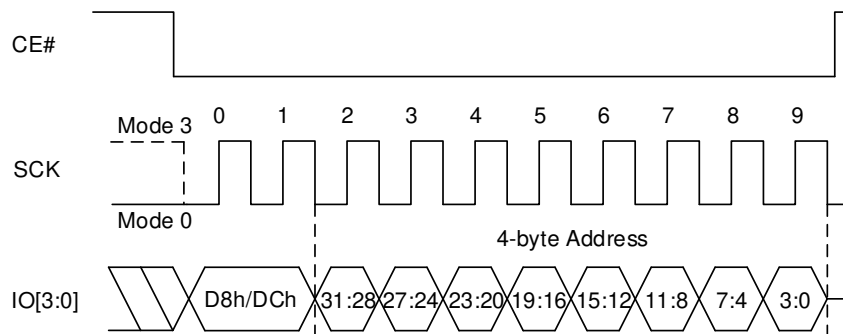 CE#
Mode 3 0 1 2 3 4 5 6 7 8 9
SCK
Mode 0
4-byte Address
IO[3:0] D8h/DCh 31:28 27:24 23:20 19:16 15:12 11:8 7:4 3:0